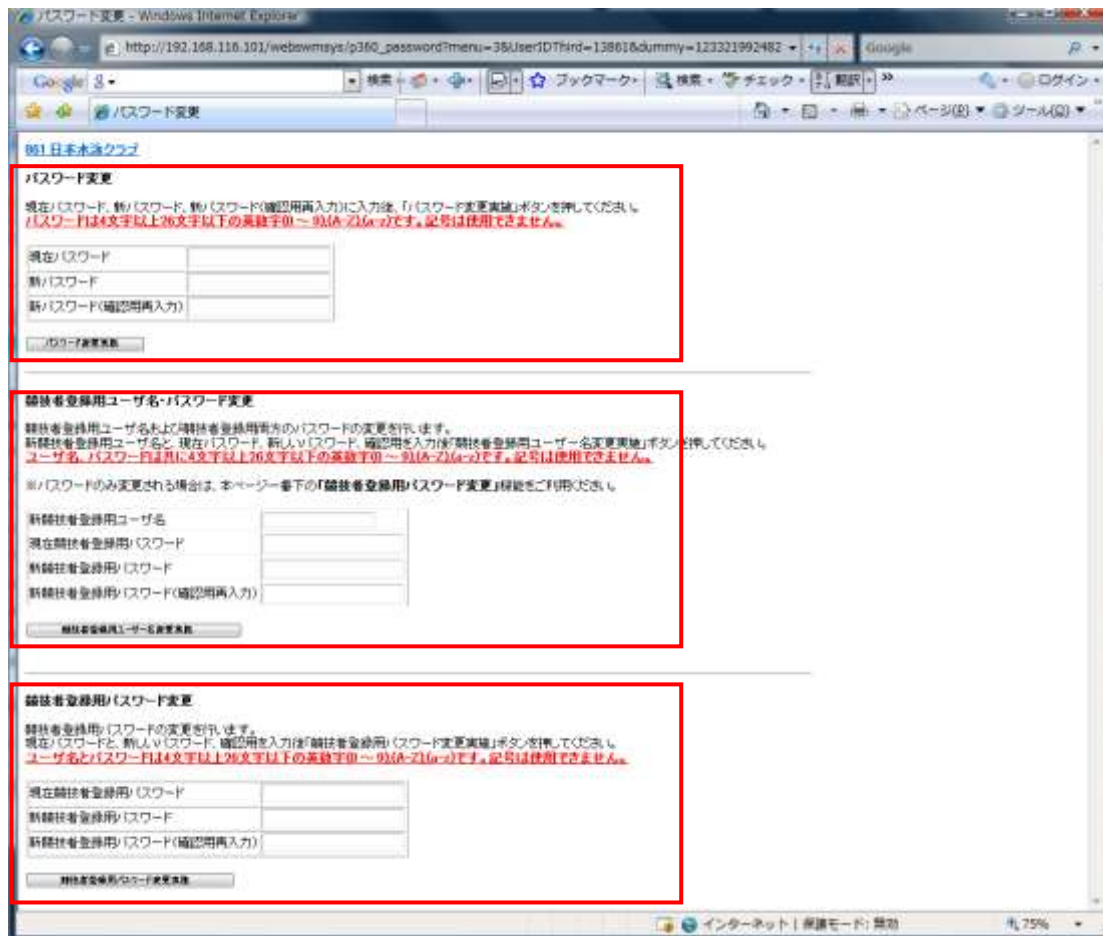 パスワード変更 - Windows Internet Explorer
http://192.168.116.101/webswmsys/p360_password?menu=3&UserIDThird=13861&dummy=123321992482
Google
Google
検索
ブックマーク
検索
チェック
翻訳
ログイン
パスワード変更
ページ(P)
ツール(O)
061 日本水泳クラブ
パスワード変更
現在パスワード、新パスワード、新パスワード(確認用再入力)に入力後、「パスワード変更実施」ボタンを押してください。
パスワードは4文字以上26文字以下の英数字(0～9),(A-Z),(a-z)です。記号は使用できません。
現在パスワード
新パスワード
新パスワード(確認用再入力)
パスワード変更実施
競技者登録用ユーザ名・パスワード変更
競技者登録用ユーザ名および競技者登録用両方のパスワードの変更を行います。
新競技者登録用ユーザ名と、現在パスワード、新しいパスワード、確認用を入力後「競技者登録用ユーザー名変更実施」ボタンを押してください。
ユーザ名、パスワードは共に4文字以上26文字以下の英数字(0～9),(A-Z),(a-z)です。記号は使用できません。
※パスワードのみ変更される場合は、本ページ一番下の「競技者登録用パスワード変更」機能をご利用ください。
新競技者登録用ユーザ名
現在競技者登録用パスワード
新競技者登録用パスワード
新競技者登録用パスワード(確認用再入力)
競技者登録用ユーザー名変更実施
競技者登録用パスワード変更
競技者登録用パスワードの変更を行います。
現在パスワードと、新しいパスワード、確認用を入力後「競技者登録用パスワード変更実施」ボタンを押してください。
ユーザ名とパスワードは4文字以上26文字以下の英数字(0～9),(A-Z),(a-z)です。記号は使用できません。
現在競技者登録用パスワード
新競技者登録用パスワード
新競技者登録用パスワード(確認用再入力)
競技者登録用パスワード変更実施
インターネット | 保護モード: 無効
75%